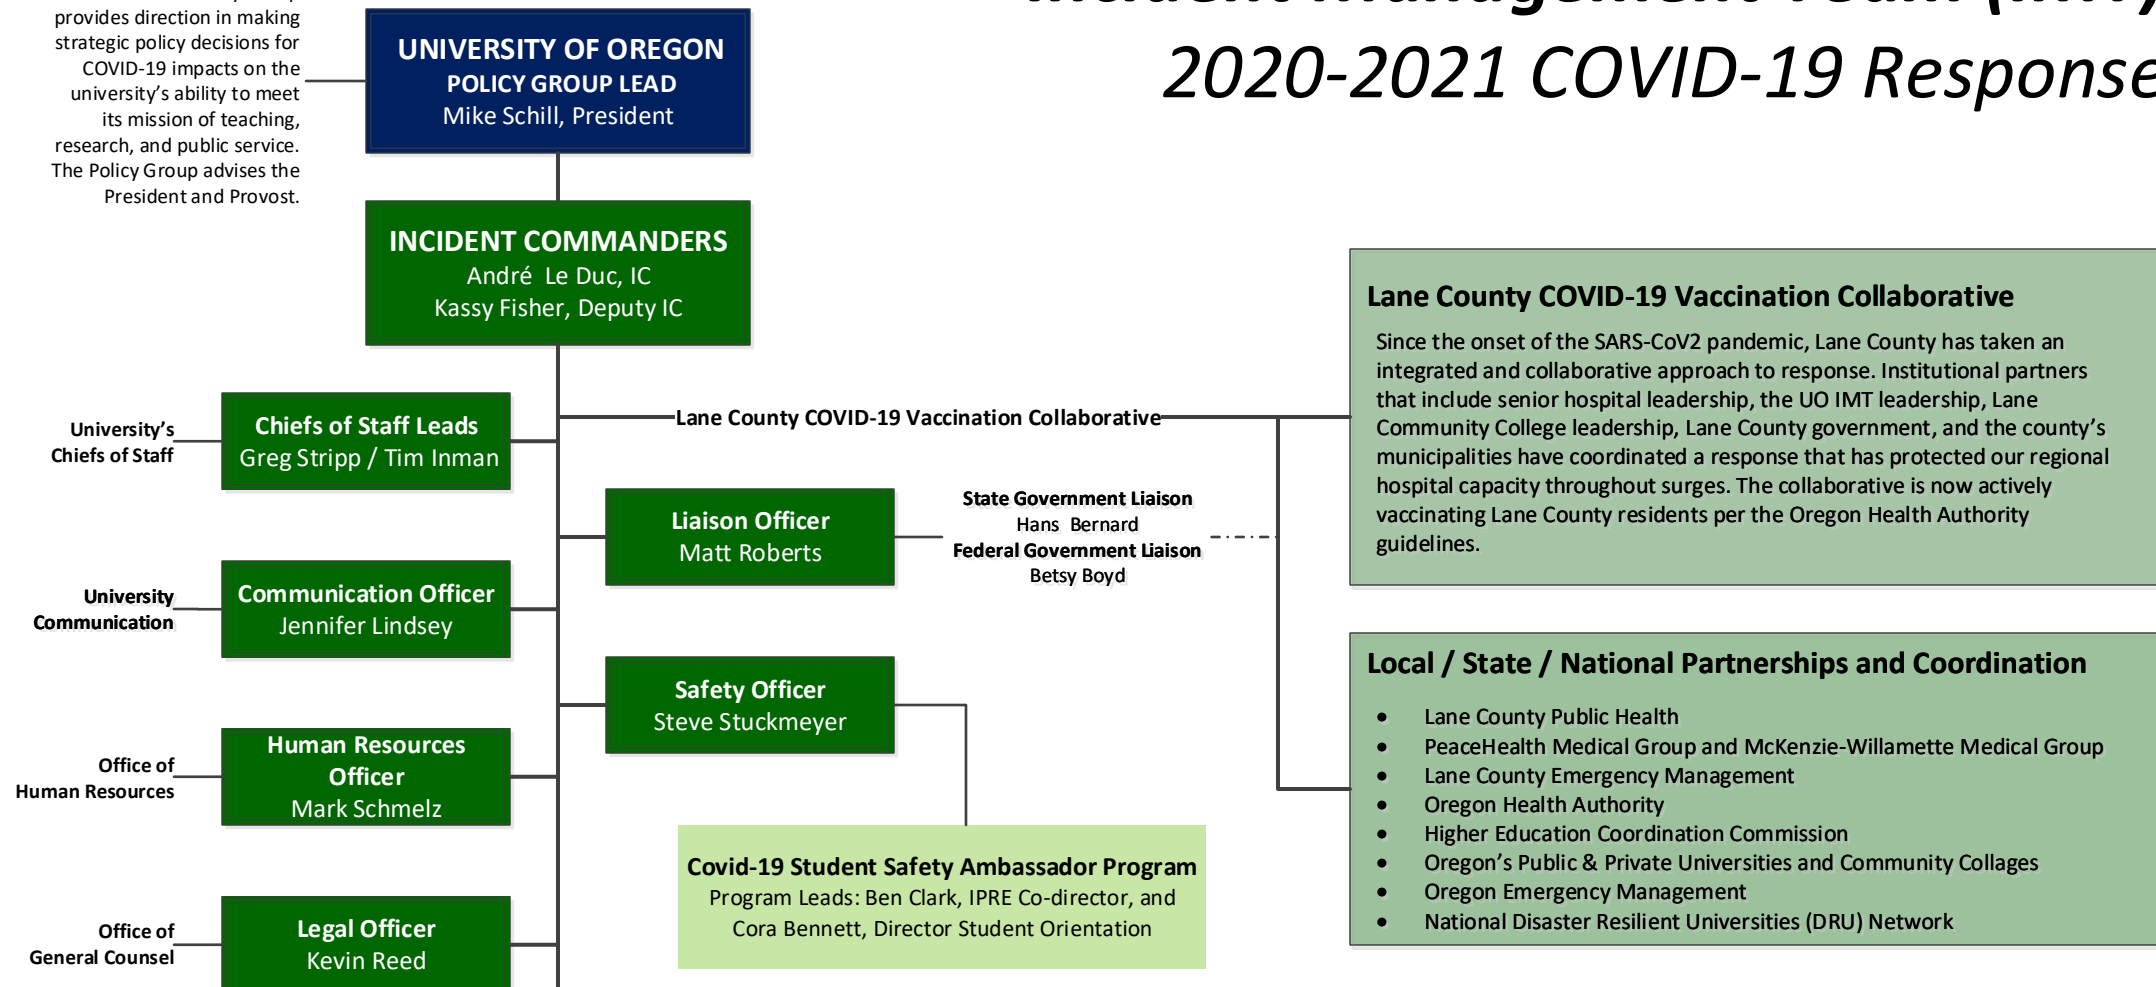 provides direction in making
strategic policy decisions for
COVID-19 impacts on the
university's ability to meet
its mission of teaching,
research, and public service.
The Policy Group advises the
President and Provost.
UNIVERSITY OF OREGON
POLICY GROUP LEAD
Mike Schill, President
Incident Management Team (IMT)
2020-2021 COVID-19 Response
INCIDENT COMMANDERS
André Le Duc, IC
Kassy Fisher, Deputy IC
University's
Chiefs of Staff
Chiefs of Staff Leads
Greg Stripp / Tim Inman
Lane County COVID-19 Vaccination Collaborative
Liaison Officer
Matt Roberts
State Government Liaison
Hans Bernard
Federal Government Liaison
Betsy Boyd
University
Communication
Communication Officer
Jennifer Lindsey
Safety Officer
Steve Stuckmeyer
Office of
Human Resources
Human Resources
Officer
Mark Schmelz
Covid-19 Student Safety Ambassador Program
Program Leads: Ben Clark, IPRE Co-director, and
Cora Bennett, Director Student Orientation
Office of
General Counsel
Legal Officer
Kevin Reed
Lane County COVID-19 Vaccination Collaborative
Since the onset of the SARS-CoV2 pandemic, Lane County has taken an
integrated and collaborative approach to response. Institutional partners
that include senior hospital leadership, the UO IMT leadership, Lane
Community College leadership, Lane County government, and the county's
municipalities have coordinated a response that has protected our regional
hospital capacity throughout surges. The collaborative is now actively
vaccinating Lane County residents per the Oregon Health Authority
guidelines.
Local / State / National Partnerships and Coordination
• Lane County Public Health
• PeaceHealth Medical Group and McKenzie-Willamette Medical Group
• Lane County Emergency Management
• Oregon Health Authority
• Higher Education Coordination Commission
• Oregon's Public & Private Universities and Community Collages
• Oregon Emergency Management
• National Disaster Resilient Universities (DRU) Network